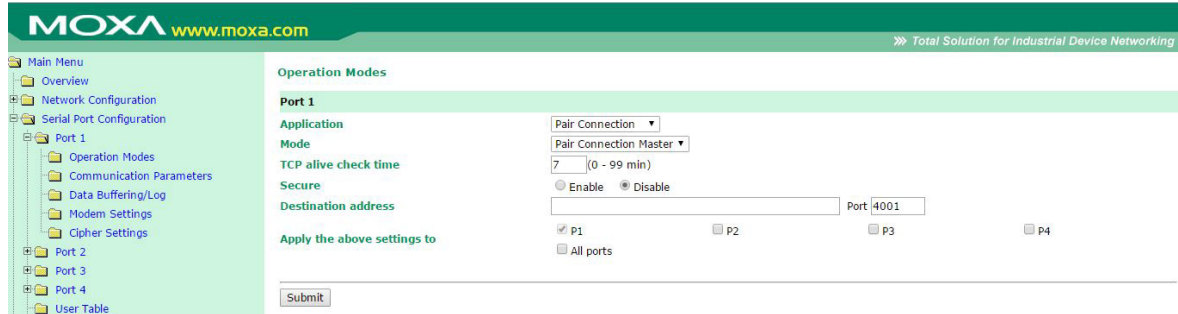 MOXA www.moxa.com
Total Solution for Industrial Device Networking
Main Menu
Overview
Network Configuration
Serial Port Configuration
Port 1
Operation Modes
Communication Parameters
Data Buffering/Log
Modem Settings
Cipher Settings
Port 2
Port 3
Port 4
User Table
Operation Modes
Port 1
Application Pair Connection
Mode Pair Connection Master
TCP alive check time 7 (0 - 99 min)
Secure Enable Disable
Destination address Port 4001
Apply the above settings to P1 P2 P3 P4
All ports
Submit